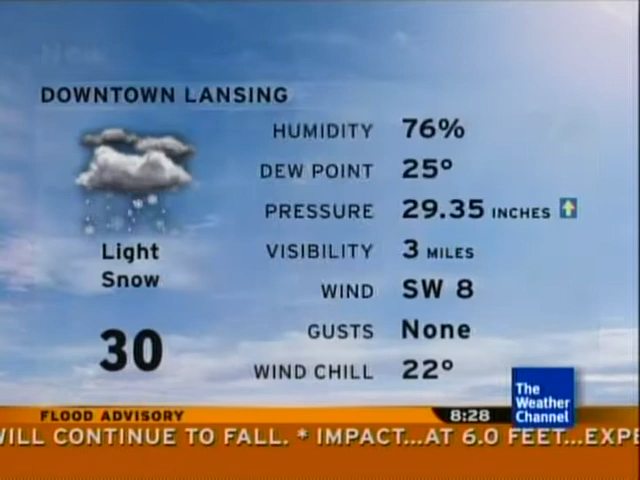 DOWNTOWN LANSING
HUMIDITY 76%
DEW POINT 25°
PRESSURE 29.35 INCHES
VISIBILITY 3 MILES
WIND SW 8
GUSTS None
WIND CHILL 22°
Light
Snow
30
The
Weather
Channel
FLOOD ADVISORY 8:28
WILL CONTINUE TO FALL. * IMPACT...AT 6.0 FEET...EXPE